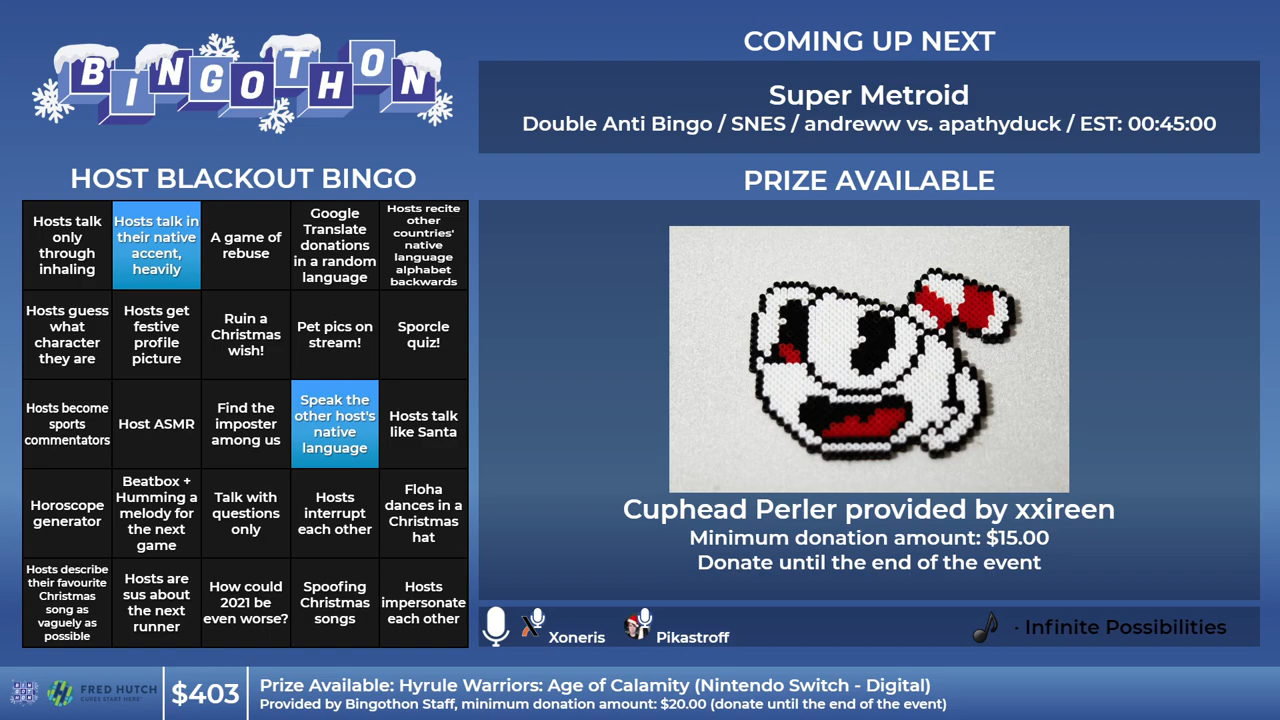 BINGOTHON
COMING UP NEXT
Super Metroid
Double Anti Bingo / SNES / andreww vs. apathyduck / EST: 00:45:00
HOST BLACKOUT BINGO
Hosts talk
only
through
inhaling
Hosts talk in
their native
accent,
heavily
A game of
rebuse
Google
Translate
donations
in a random
language
Hosts recite
other
countries'
native
language
alphabet
backwards
Hosts guess
what
character
they are
Hosts get
festive
profile
picture
Ruin a
Christmas
wish!
Pet pics on
stream!
Sporcle
quiz!
Hosts become
sports
commentators
Host ASMR
Find the
imposter
among us
Speak the
other host's
native
language
Hosts talk
like Santa
Horoscope
generator
Beatbox +
Humming a
melody for
the next
game
Talk with
questions
only
Hosts
interrupt
each other
Floha
dances in a
Christmas
hat
Hosts describe
their favourite
Christmas
song as
vaguely as
possible
Hosts are
sus about
the next
runner
How could
2021 be
even worse?
Spoofing
Christmas
songs
Hosts
impersonate
each other
PRIZE AVAILABLE
Cuphead Perler provided by xxireen
Minimum donation amount: $15.00
Donate until the end of the event
Xoneris
Pikastroff
· Infinite Possibilities
FRED HUTCH
CURES START HERE
$403
Prize Available: Hyrule Warriors: Age of Calamity (Nintendo Switch - Digital)
Provided by Bingothon Staff, minimum donation amount: $20.00 (donate until the end of the event)